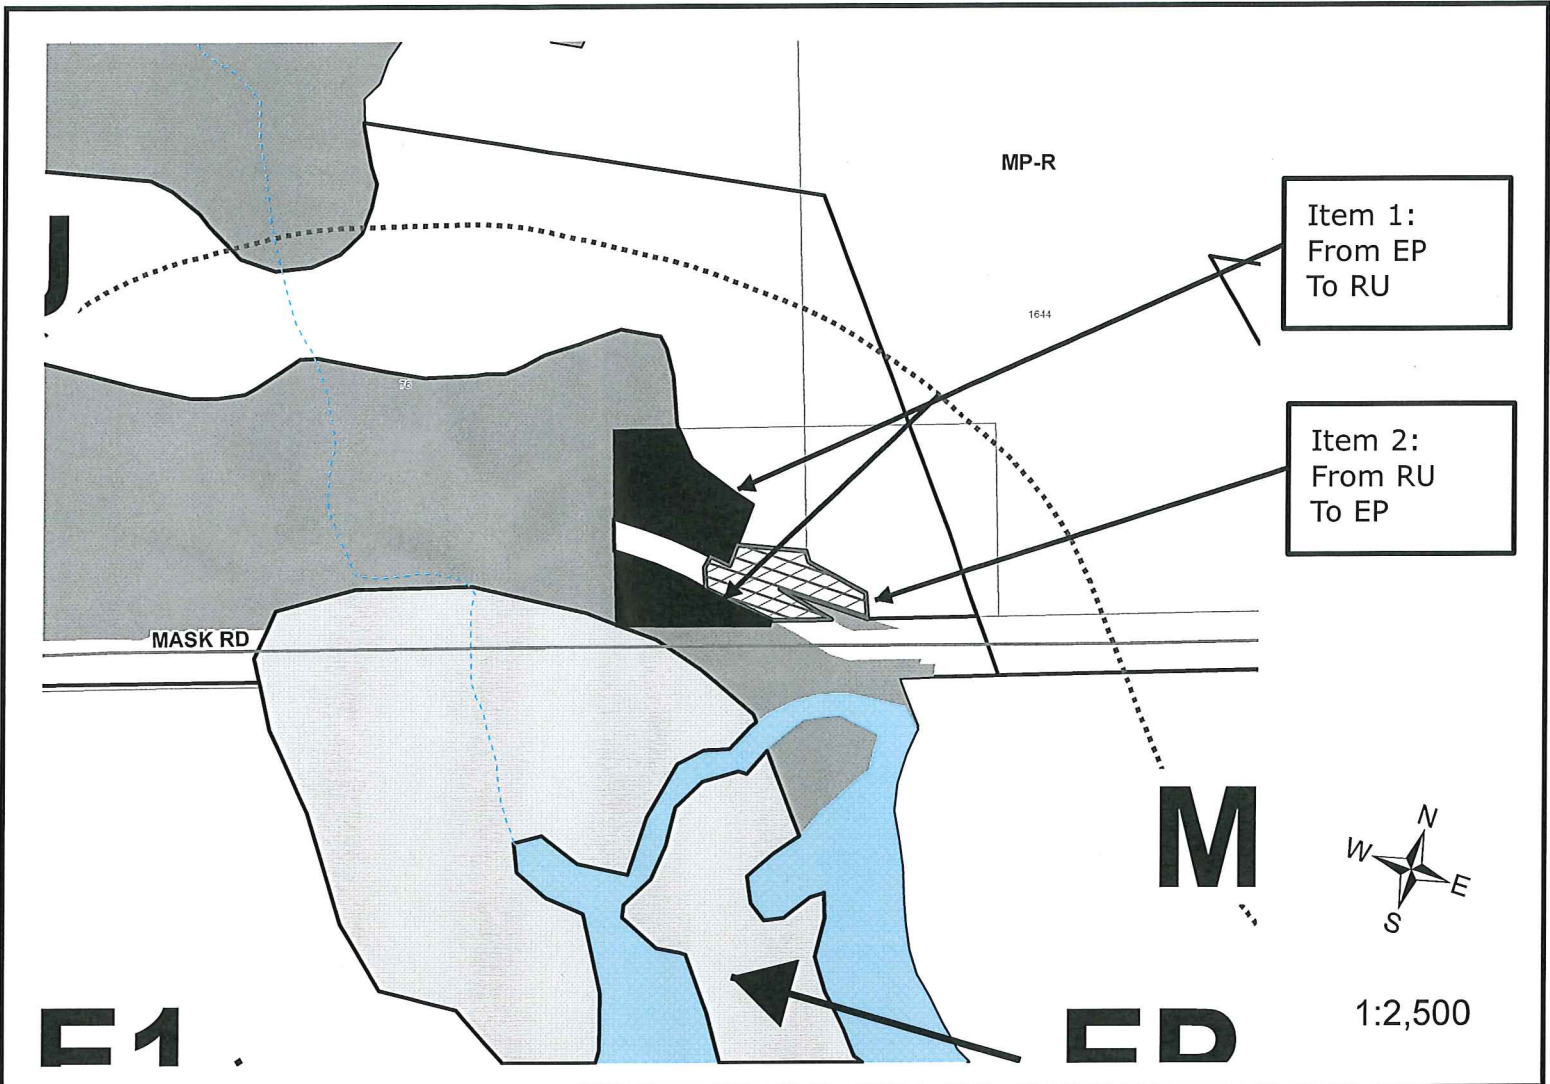 MP-R
Item 1:
From EP
To RU
1644
76
Item 2:
From RU
To EP
MASK RD
M
N
W
E
S
1:2,500
EP